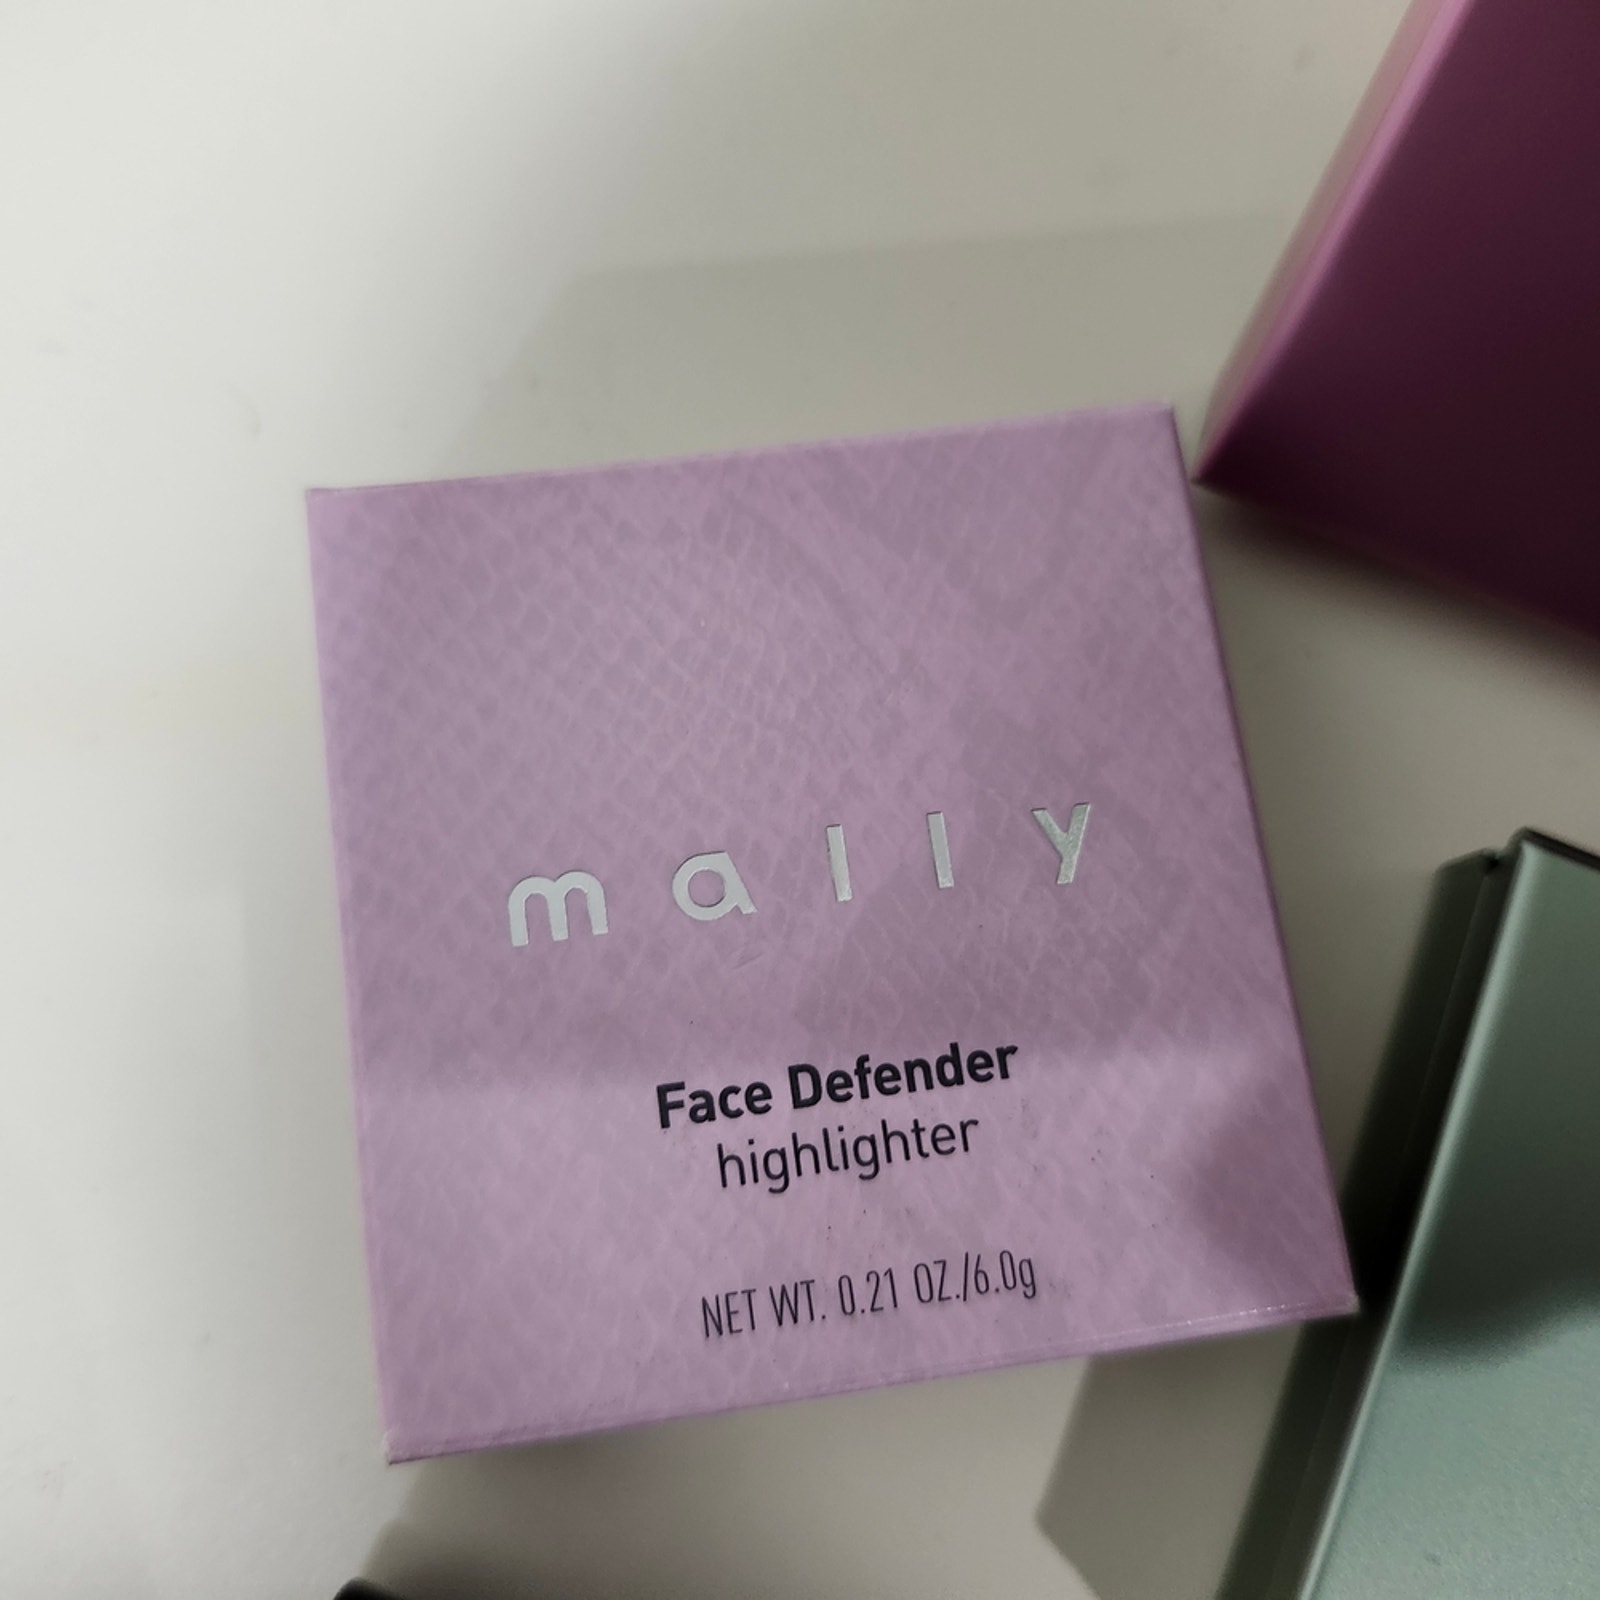 mally
Face Defender
highlighter
NET WT. 0.21 OZ./6.0g